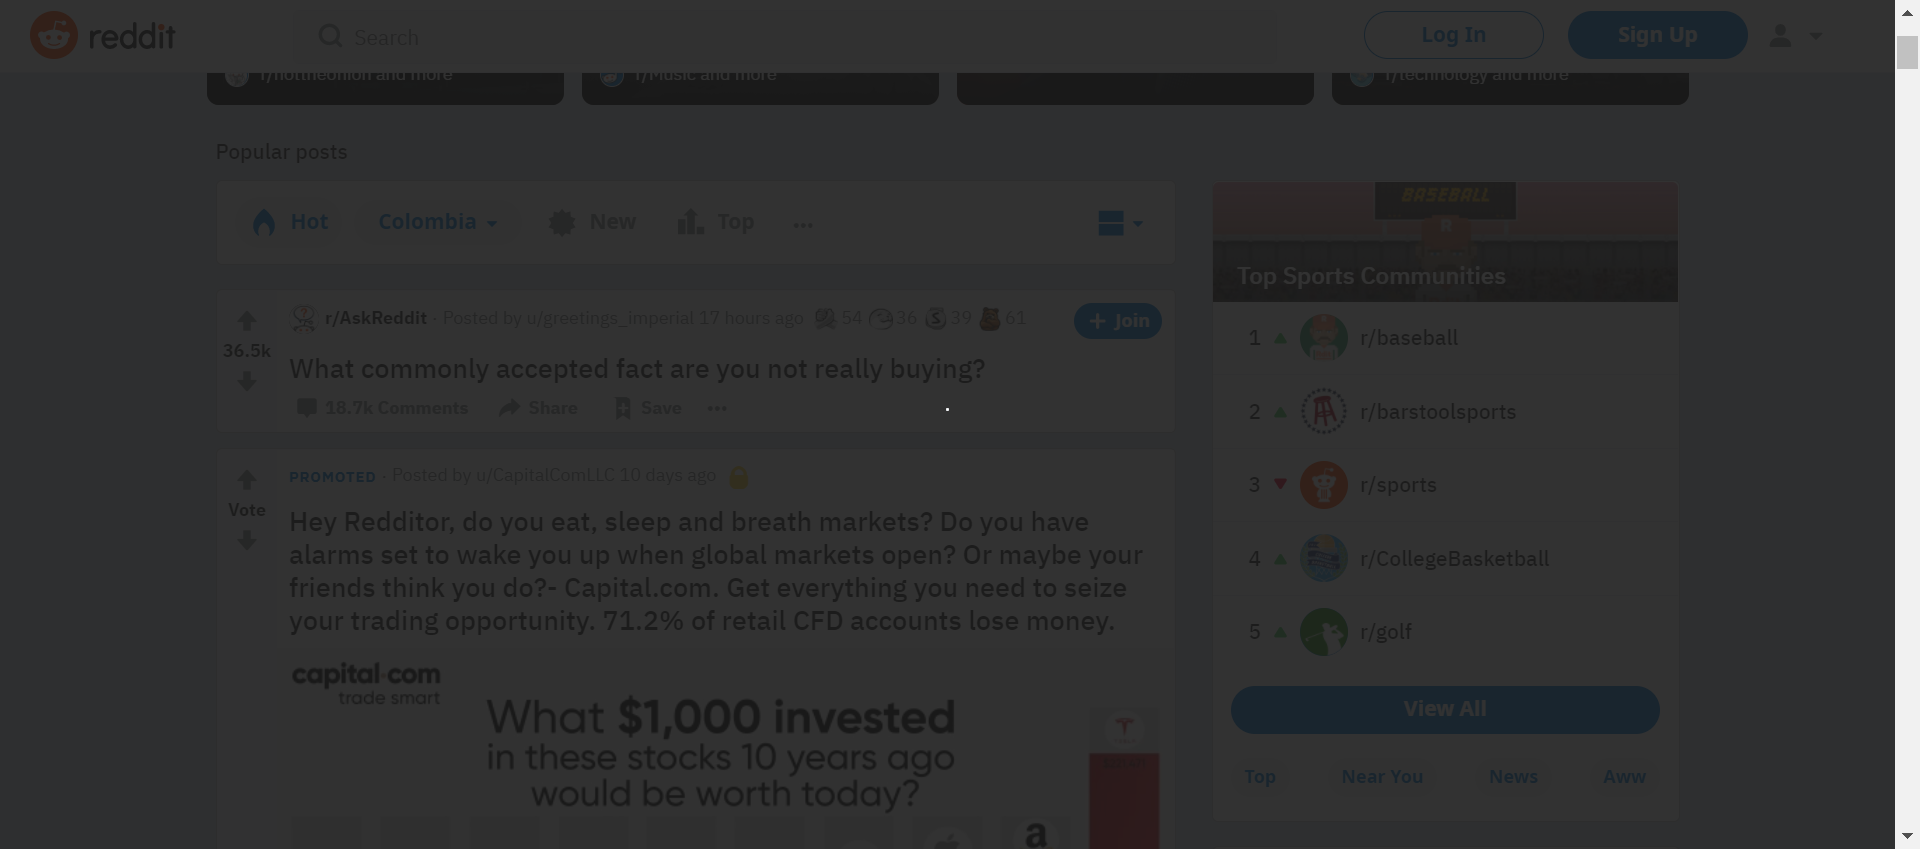 reddit
Search
Log In
Sign Up
r/nottheonion and more
r/Music and more
r/technology and more
Popular posts
Hot
Colombia
New
Top
BASEBALL
Top Sports Communities
r/AskReddit · Posted by u/greetings_imperial 17 hours ago 54 36 39 61
+ Join
36.5k
What commonly accepted fact are you not really buying?
18.7k Comments
Share
Save
1 r/baseball
2 r/barstoolsports
3 r/sports
4 r/CollegeBasketball
5 r/golf
View All
Top
Near You
News
Aww
PROMOTED · Posted by u/CapitalComLLC 10 days ago
Vote
Hey Redditor, do you eat, sleep and breath markets? Do you have
alarms set to wake you up when global markets open? Or maybe your
friends think you do?- Capital.com. Get everything you need to seize
your trading opportunity. 71.2% of retail CFD accounts lose money.
capital·com
trade smart
What $1,000 invested
in these stocks 10 years ago
would be worth today?
a